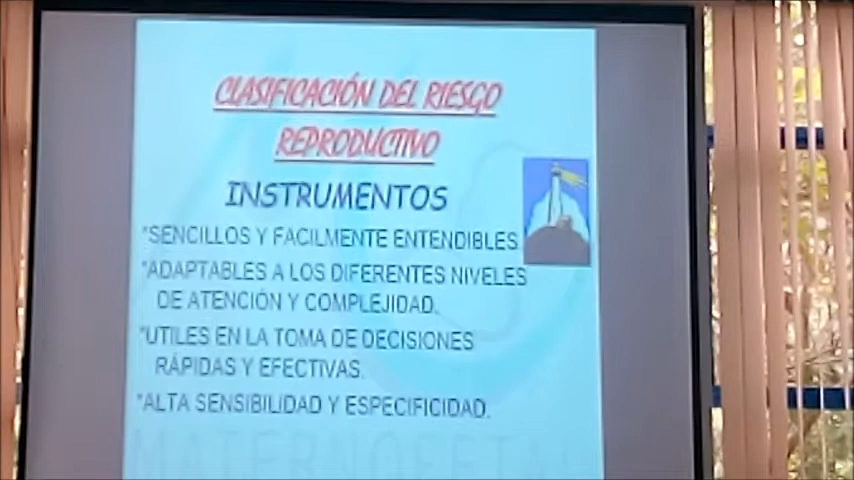 CLASIFICACIÓN DEL RIESGO
REPRODUCTIVO
INSTRUMENTOS
*SENCILLOS Y FACILMENTE ENTENDIBLES
*ADAPTABLES A LOS DIFERENTES NIVELES
DE ATENCIÓN Y COMPLEJIDAD.
*UTILES EN LA TOMA DE DECISIONES
RÁPIDAS Y EFECTIVAS.
*ALTA SENSIBILIDAD Y ESPECIFICIDAD.
MATERNOFETAL